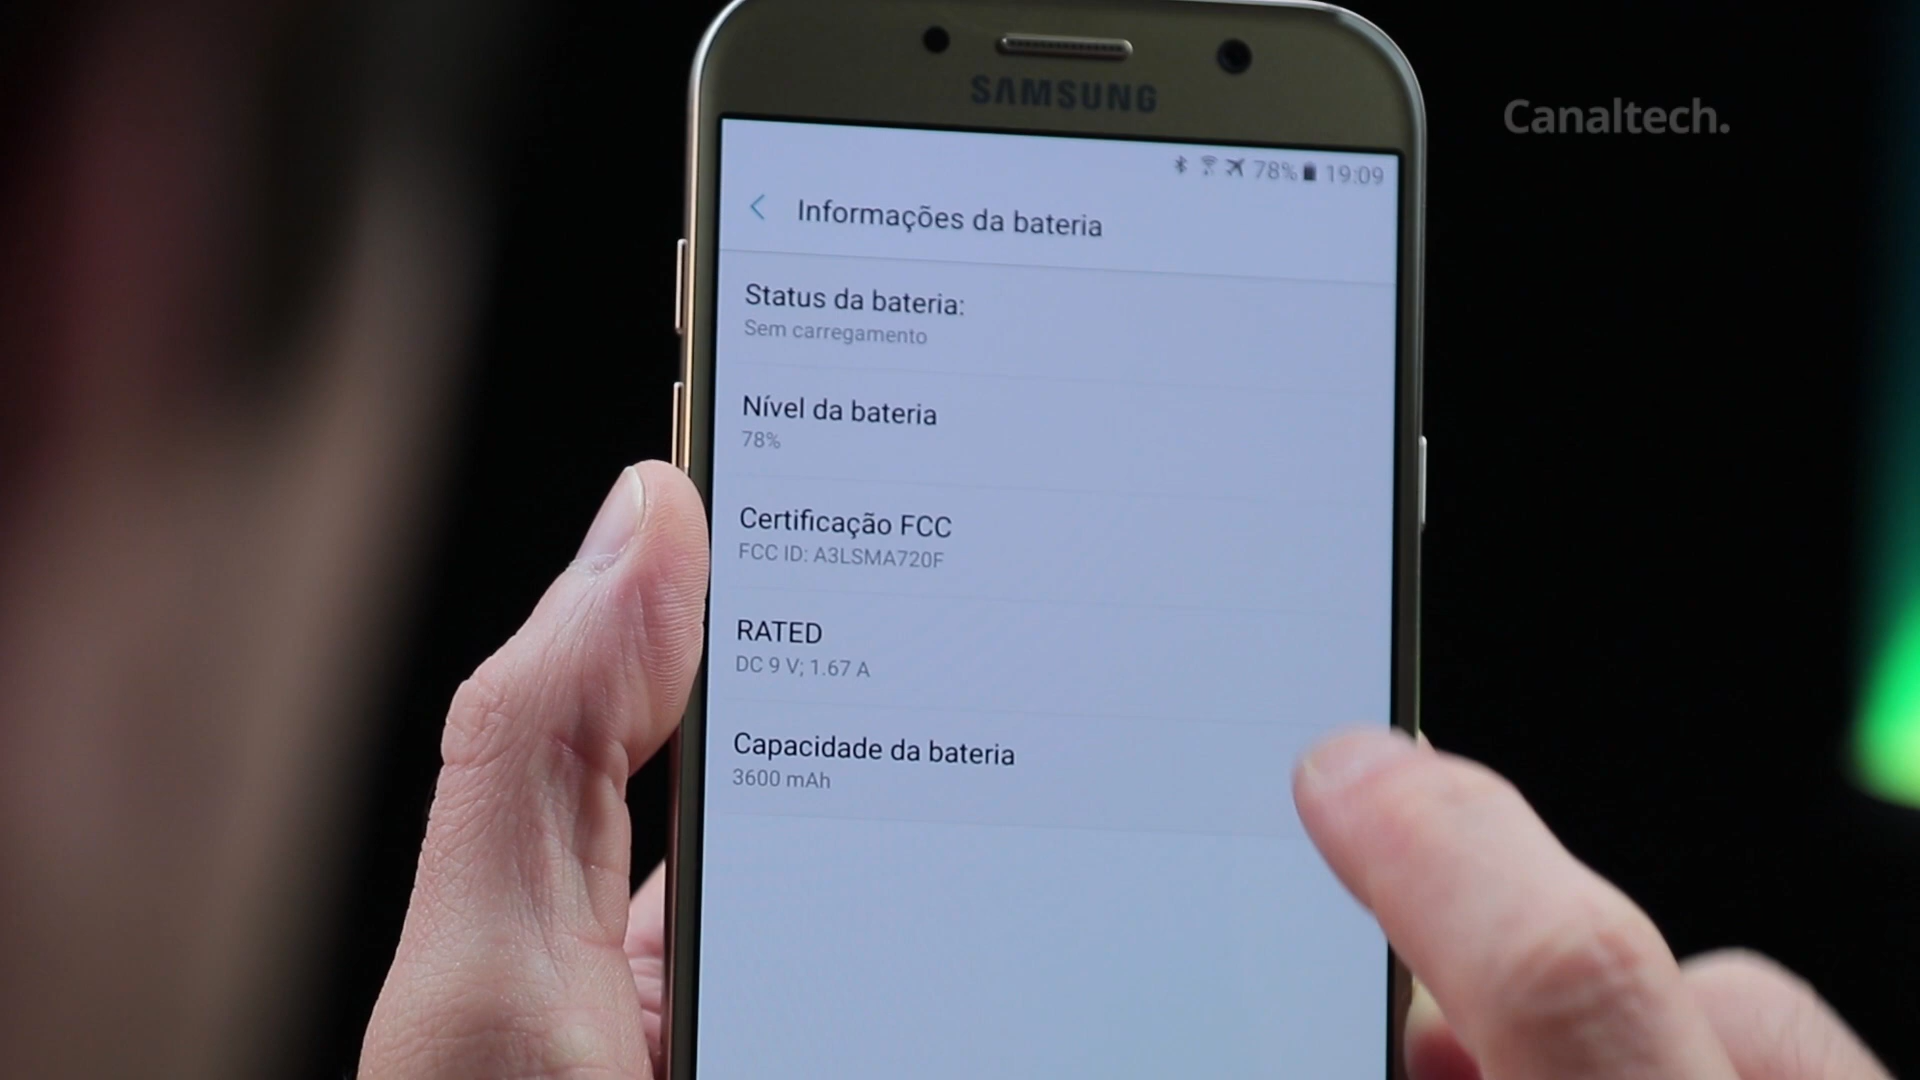 SAMSUNG
Canaltech.
78% 19:09
Informações da bateria
Status da bateria:
Sem carregamento
Nível da bateria
78%
Certificação FCC
FCC ID: A3LSMA720F
RATED
DC 9 V; 1.67 A
Capacidade da bateria
3600 mAh